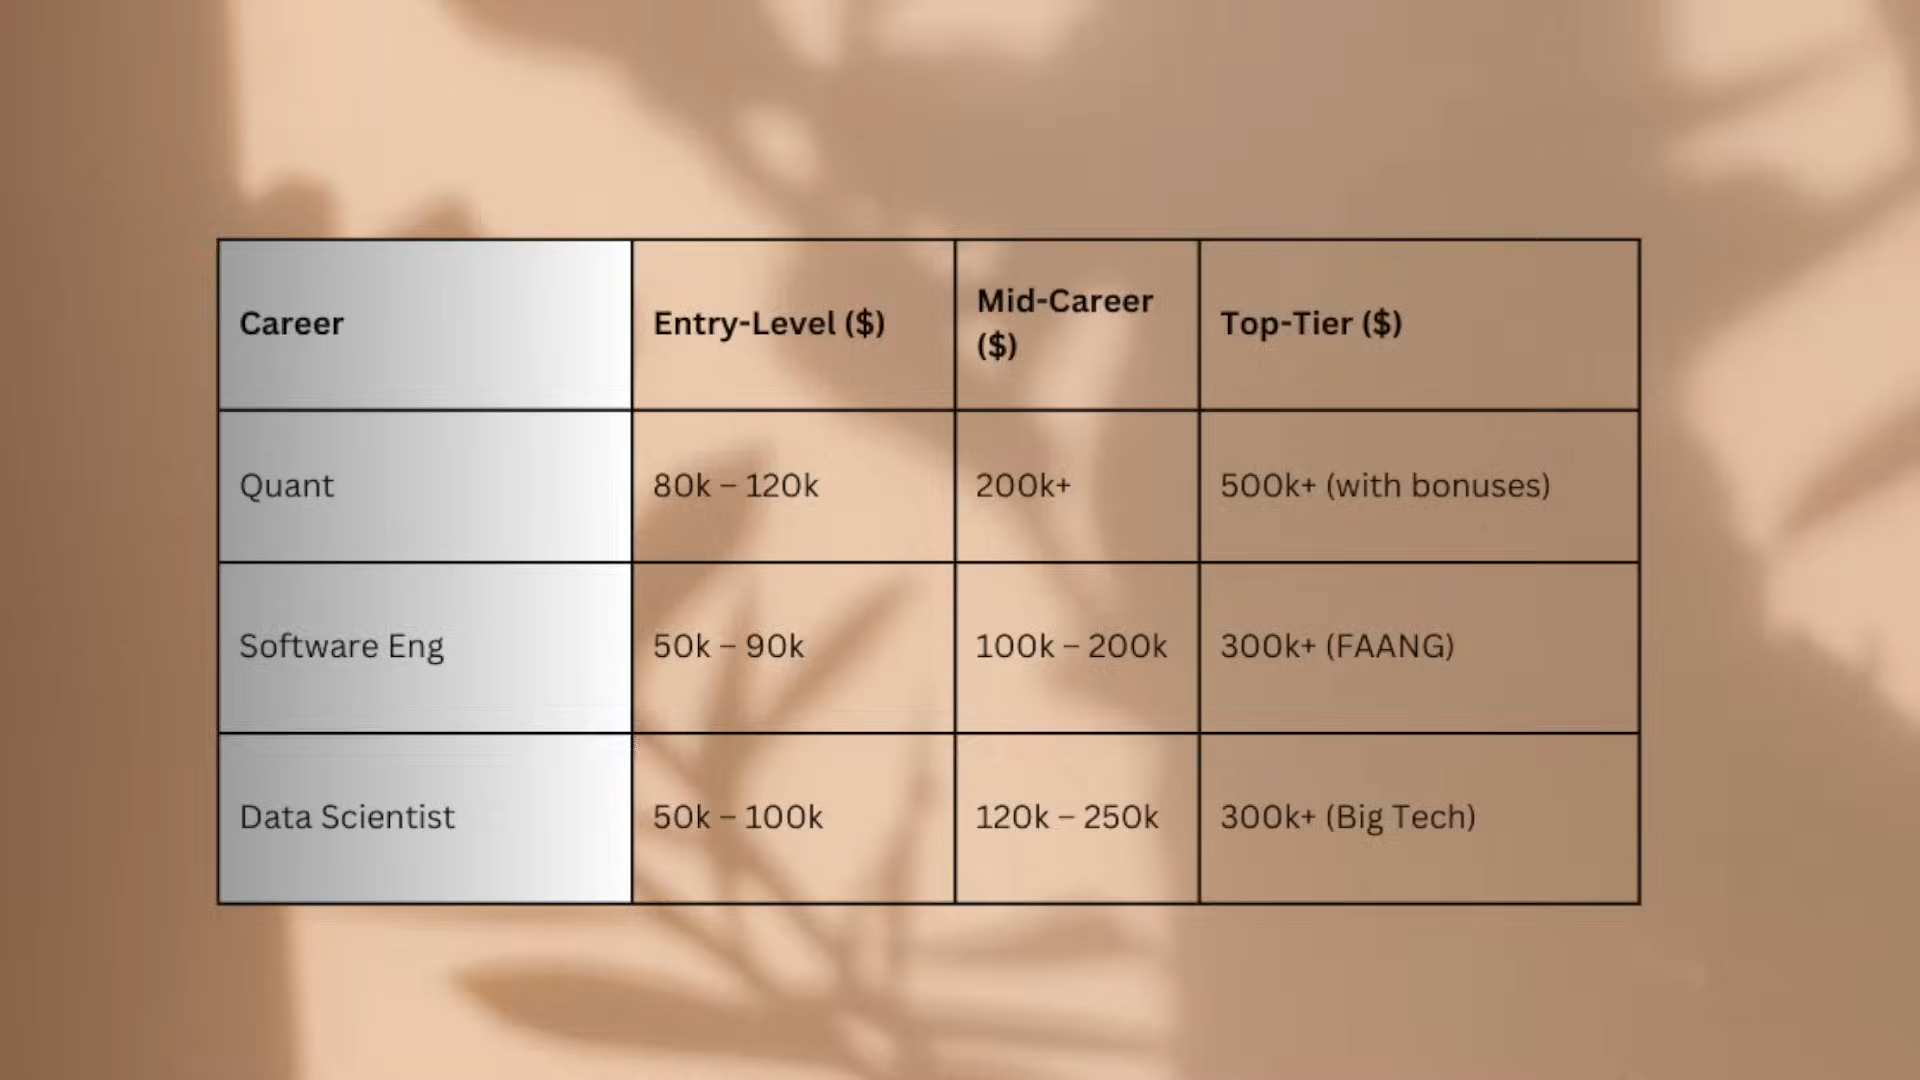 Career Entry-Level ($) Mid-Career ($) Top-Tier ($)
Quant 80k – 120k 200k+ 500k+ (with bonuses)
Software Eng 50k – 90k 100k – 200k 300k+ (FAANG)
Data Scientist 50k – 100k 120k – 250k 300k+ (Big Tech)